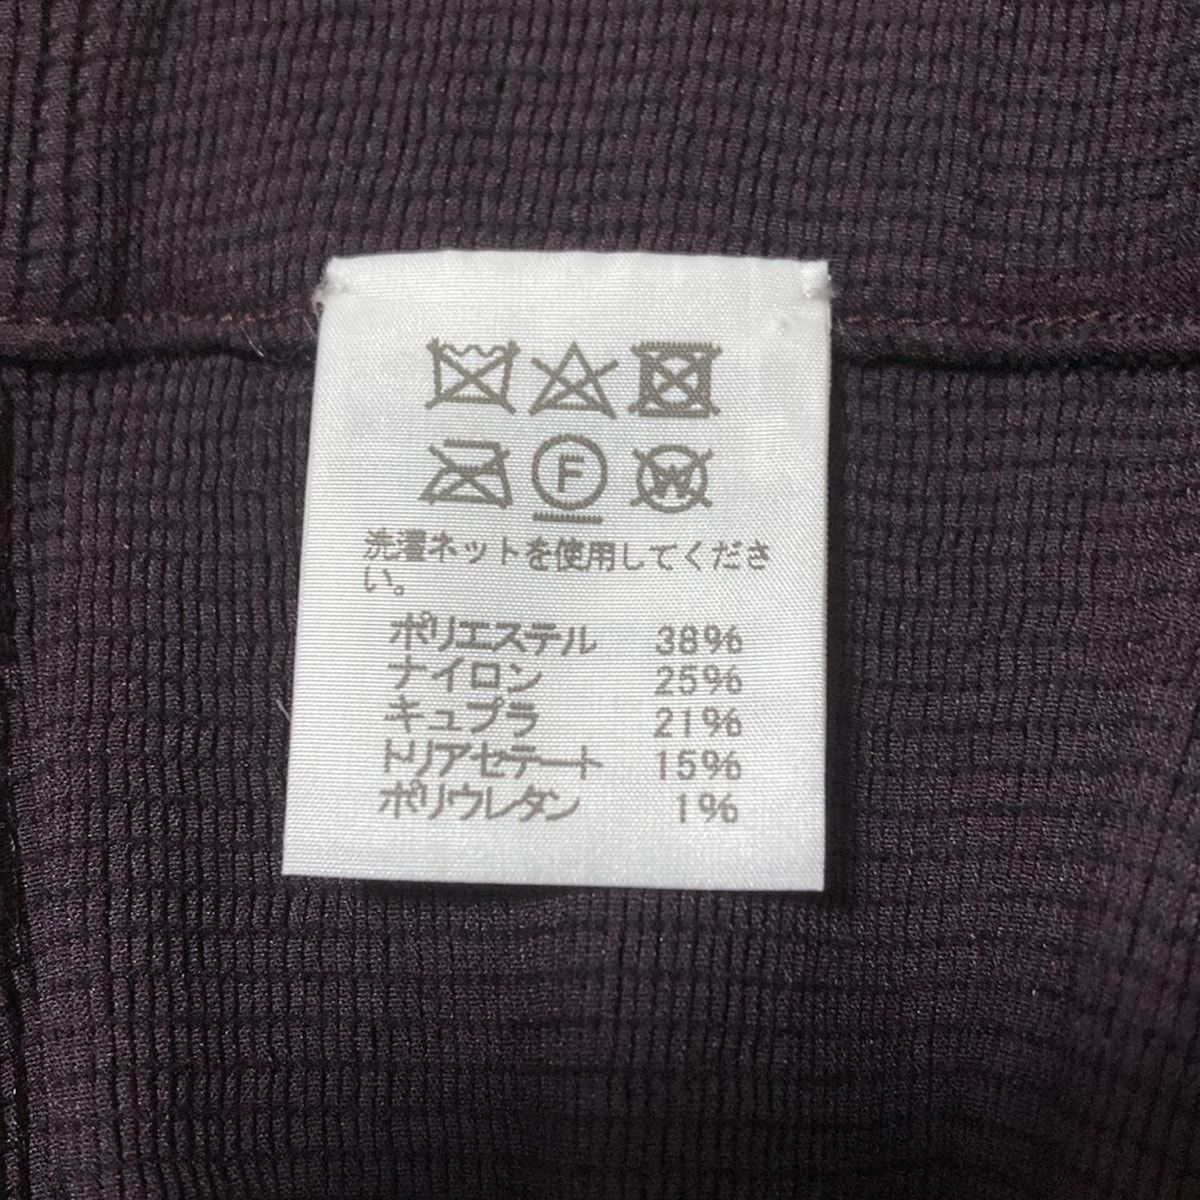 F W
洗濯ネットを使用してくださ
い。
ポリエステル 38%
ナイロン 25%
キュプラ 21%
トリアセテート 15%
ポリウレタン 1%